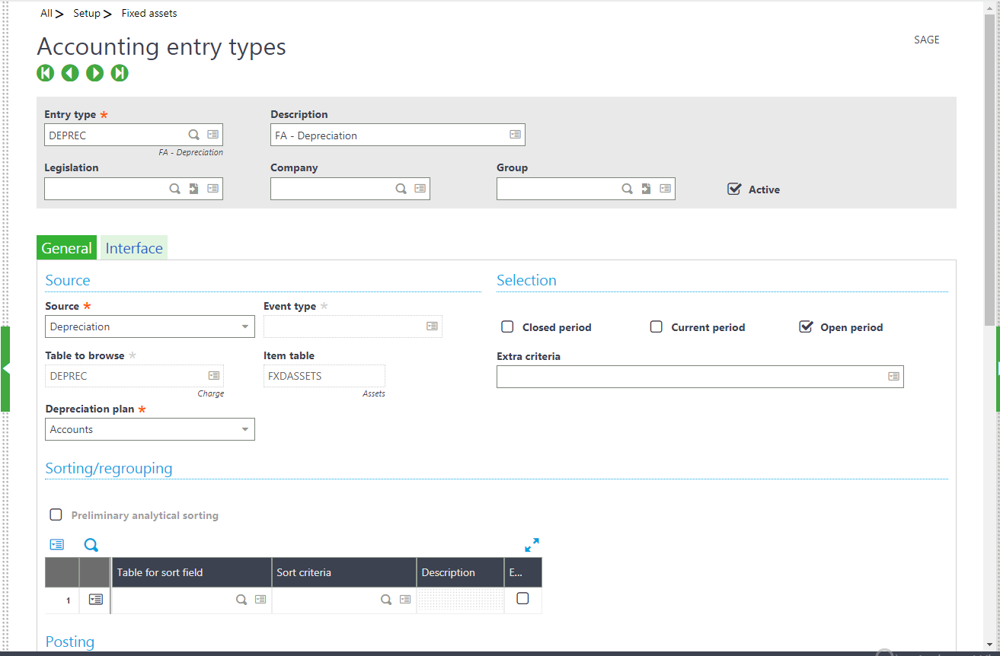 All > Setup > Fixed assets
Accounting entry types
SAGE
Entry type *
Description
DEPREC
FA - Depreciation
FA - Depreciation
Legislation
Company
Group
Active
General
Interface
Source
Selection
Source *
Event type *
Depreciation
Closed period
Current period
Open period
Table to browse *
Item table
Extra criteria
DEPREC
FXDASSETS
Charge
Assets
Depreciation plan *
Accounts
Sorting/regrouping
Preliminary analytical sorting
Table for sort field
Sort criteria
Description
E...
1
Posting